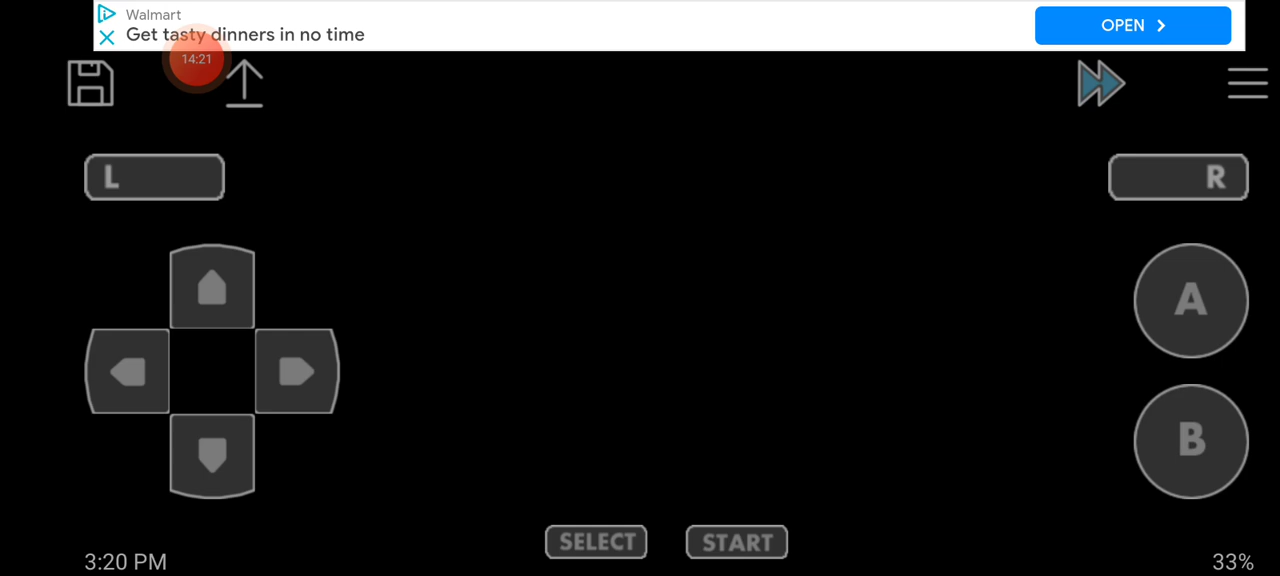 Walmart
Get tasty dinners in no time
OPEN
14:21
L
R
A
B
SELECT
START
3:20 PM
33%